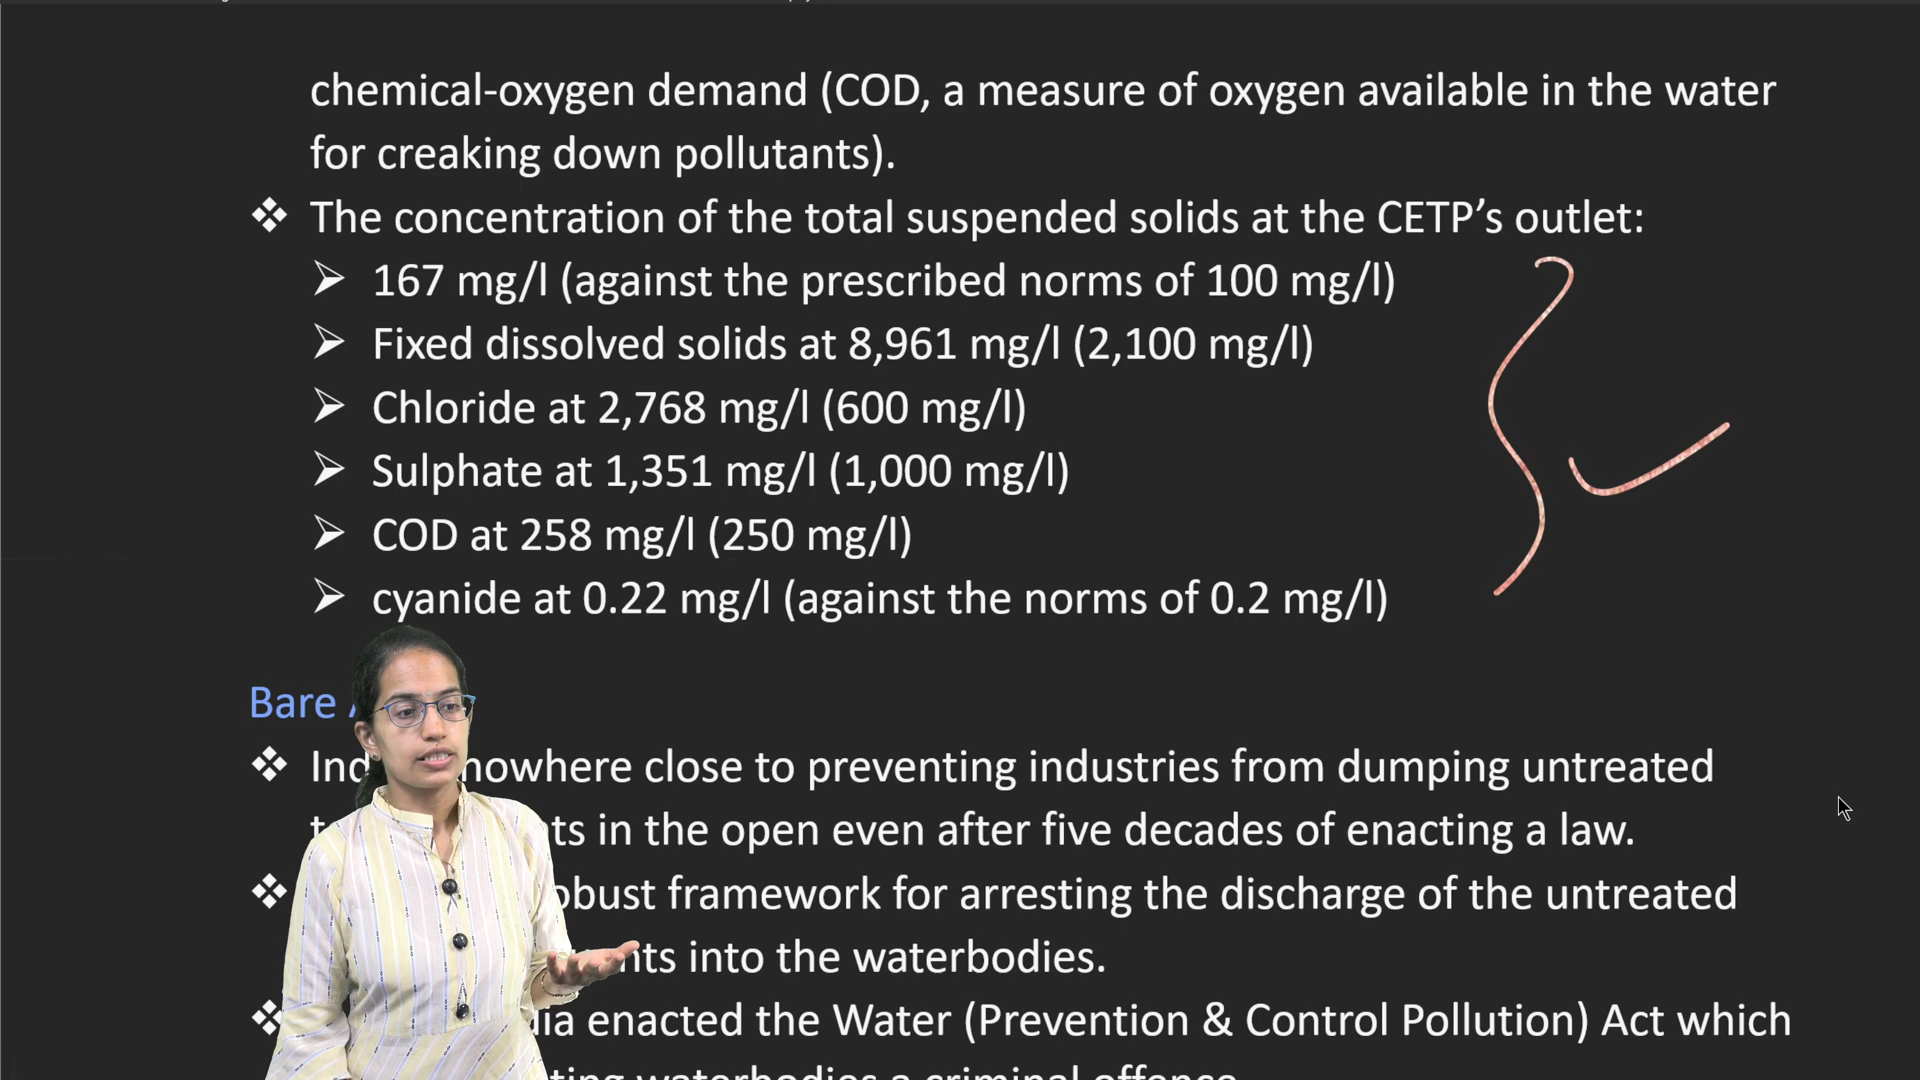 chemical-oxygen demand (COD, a measure of oxygen available in the water
for creaking down pollutants).
❖ The concentration of the total suspended solids at the CETP’s outlet:
➢ 167 mg/l (against the prescribed norms of 100 mg/l)
➢ Fixed dissolved solids at 8,961 mg/l (2,100 mg/l)
➢ Chloride at 2,768 mg/l (600 mg/l)
➢ Sulphate at 1,351 mg/l (1,000 mg/l)
➢ COD at 258 mg/l (250 mg/l)
➢ cyanide at 0.22 mg/l (against the norms of 0.2 mg/l)
Bare
❖ nowhere close to preventing industries from dumping untreated
in the open even after five decades of enacting a law.
❖ framework for arresting the discharge of the untreated
into the waterbodies.
❖ enacted the Water (Prevention & Control Pollution) Act which
waterbodies a criminal offence